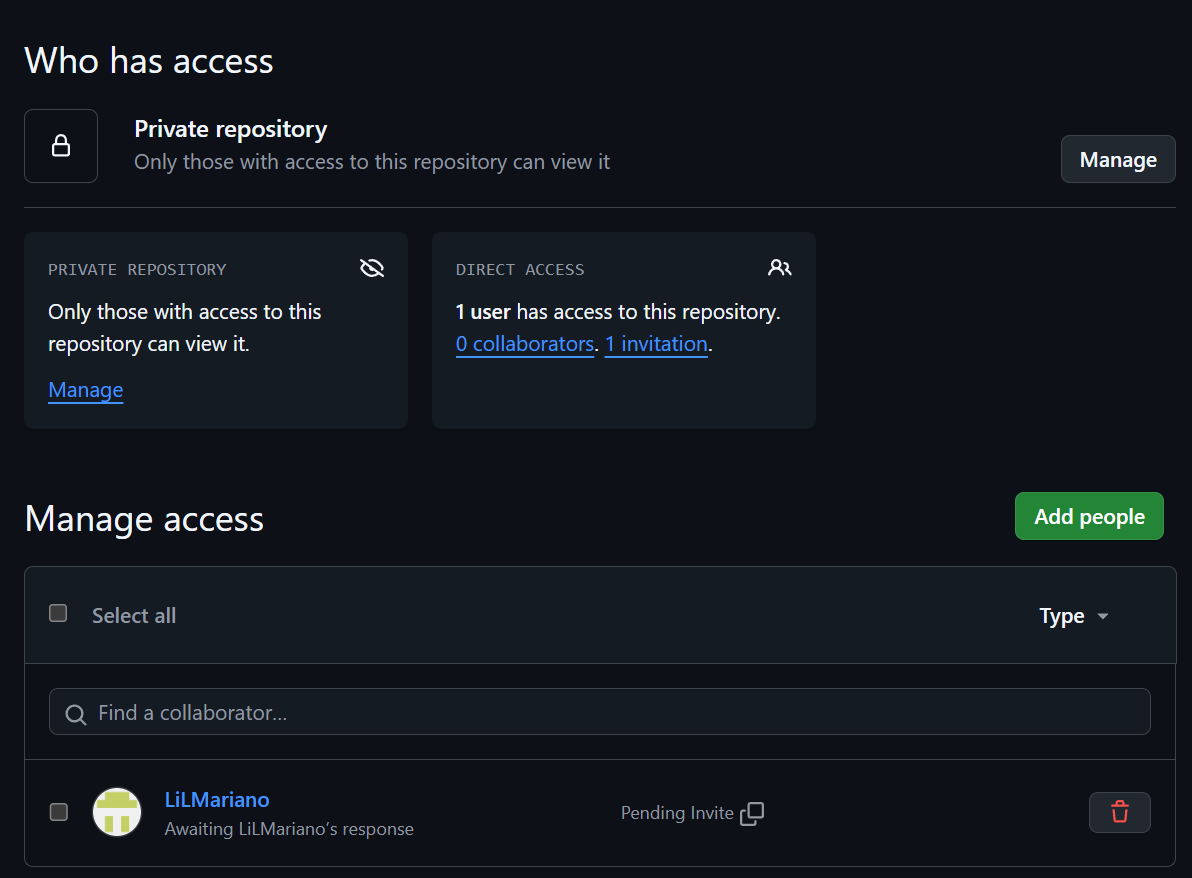 Who has access
Private repository
Only those with access to this repository can view it
Manage
PRIVATE REPOSITORY
Only those with access to this
repository can view it.
Manage
DIRECT ACCESS
1 user has access to this repository.
0 collaborators. 1 invitation.
Manage access
Add people
Select all
Type
Find a collaborator...
LiLMariano
Awaiting LiLMariano’s response
Pending Invite